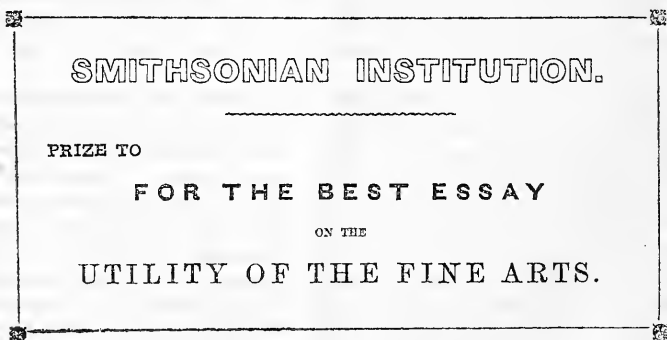 SMITHSONIAN INSTITUTION.
PRIZE TO
FOR THE BEST ESSAY
ON THE
UTILITY OF THE FINE ARTS.